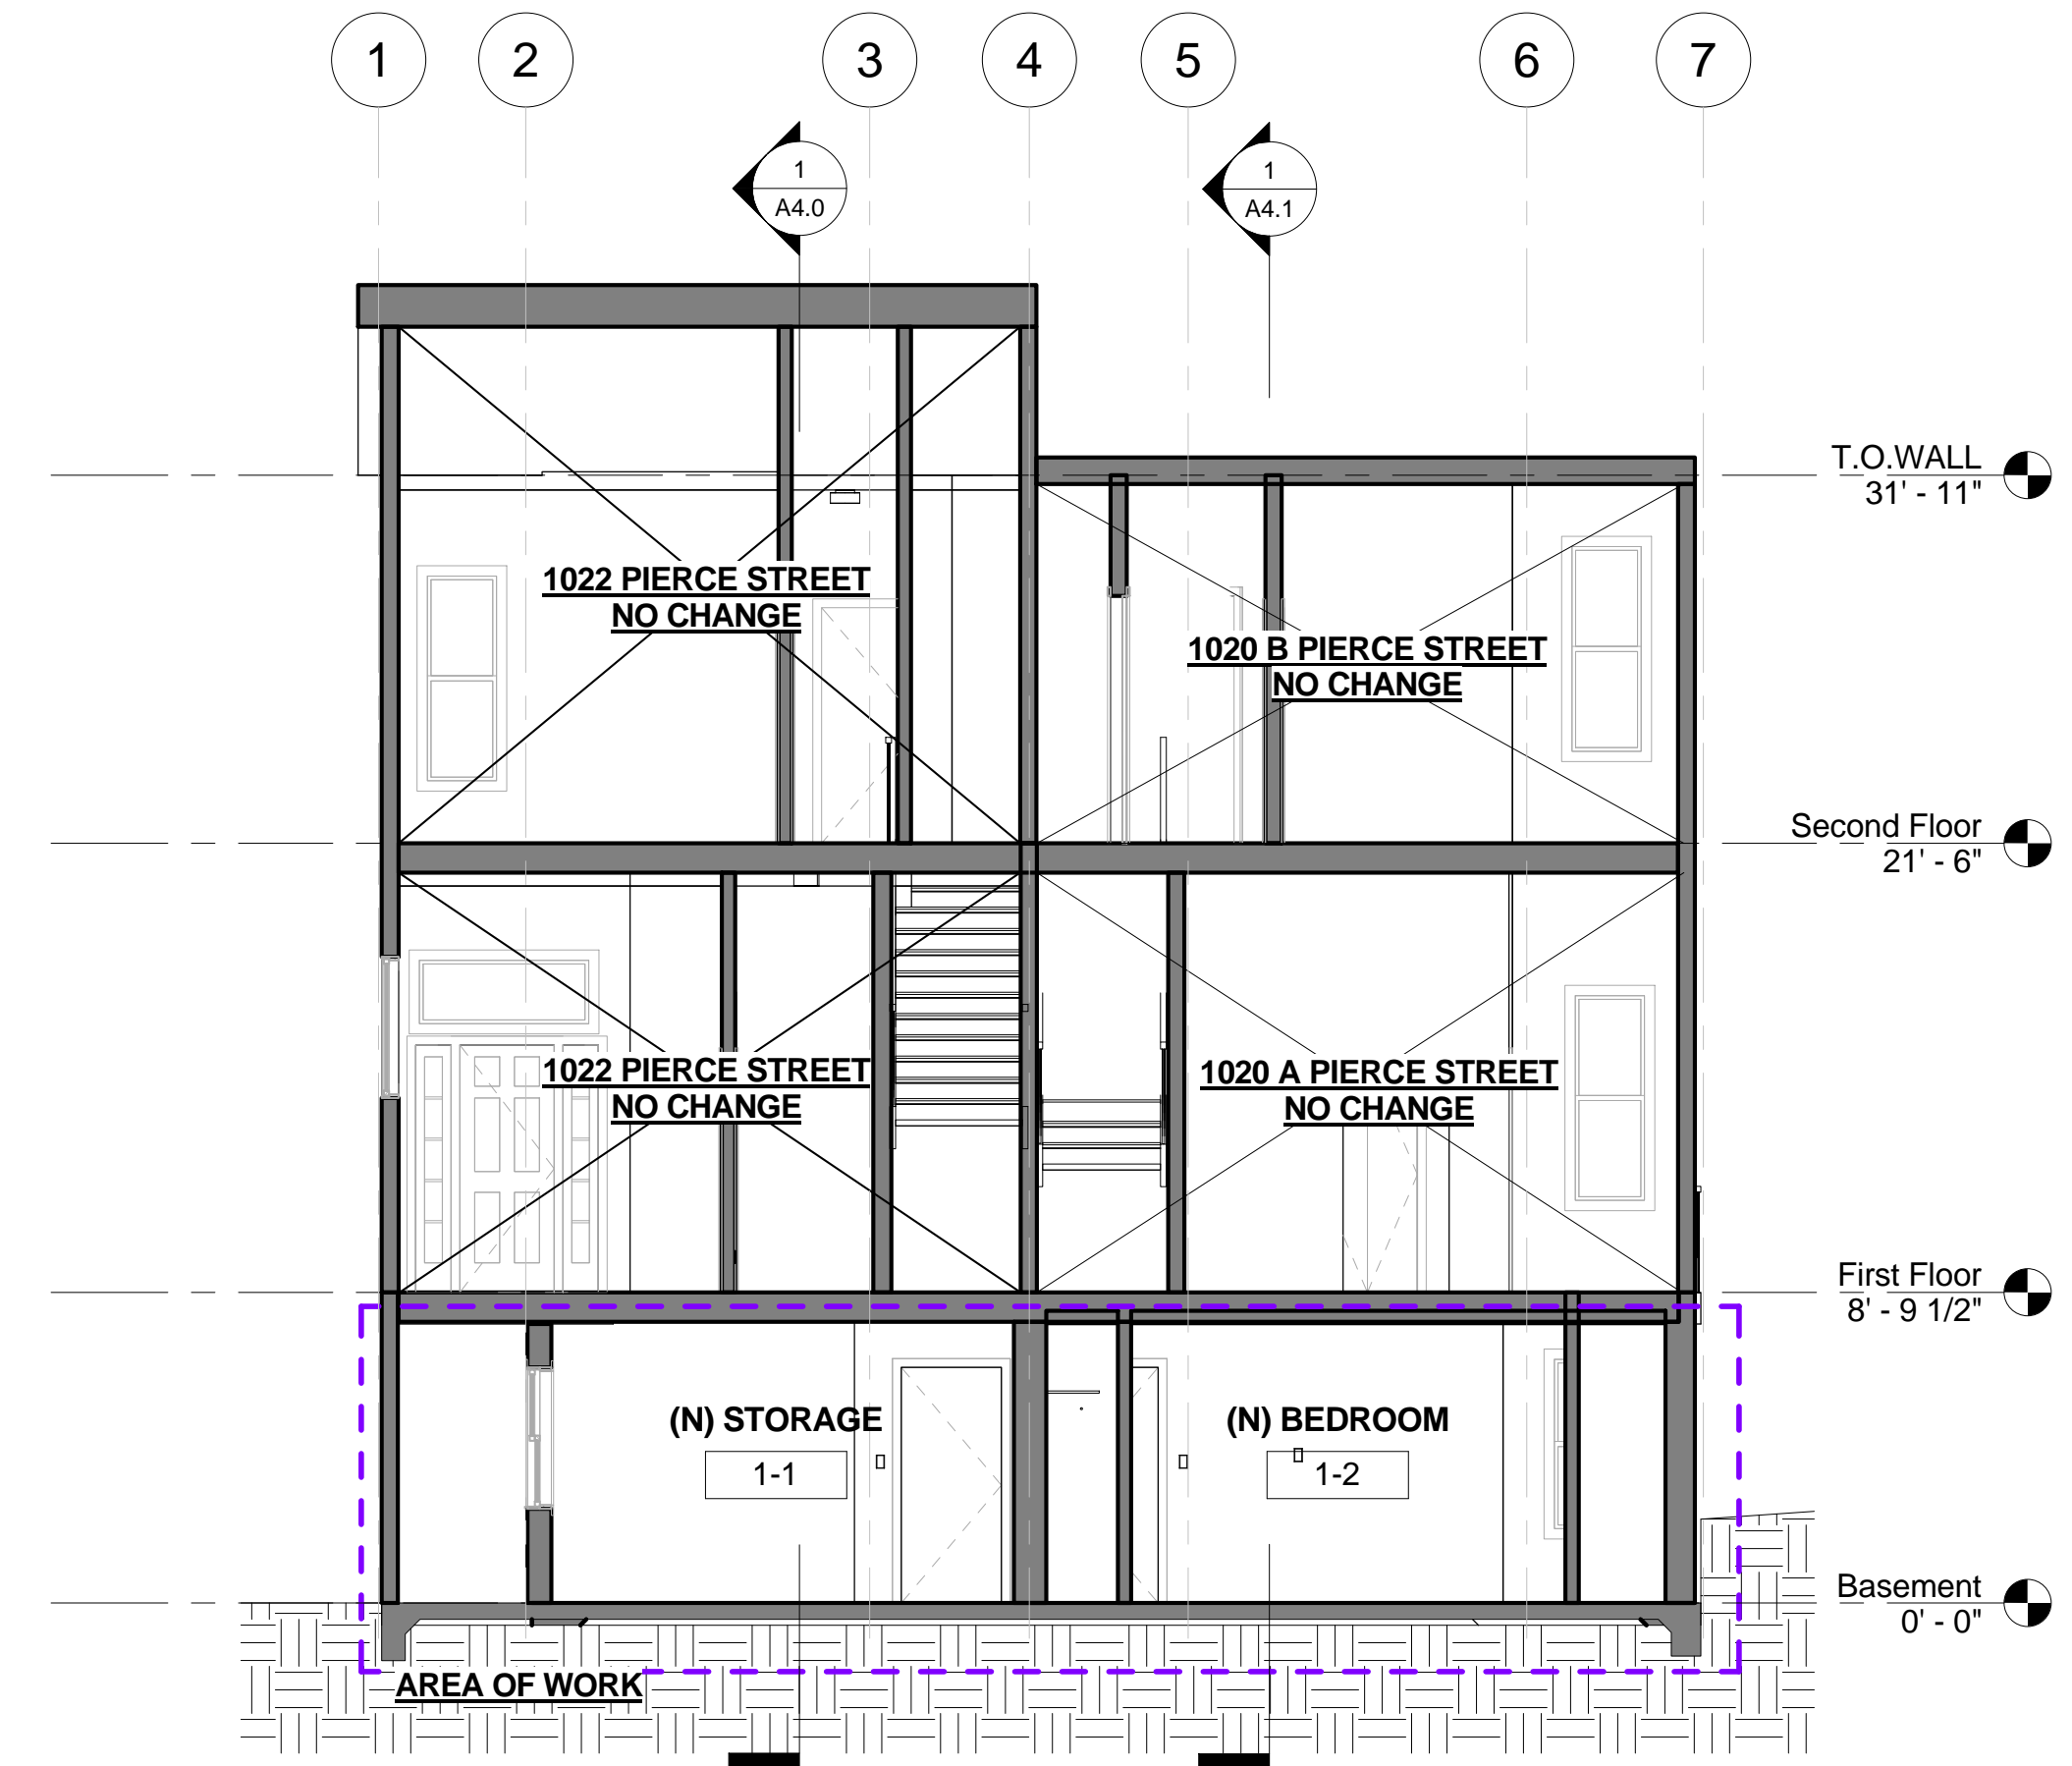 1 2 3 4 5 6 7
1
A4.0
1
A4.1
T.O.WALL
31' - 11"
1022 PIERCE STREET
NO CHANGE
1020 B PIERCE STREET
NO CHANGE
Second Floor
21' - 6"
1022 PIERCE STREET
NO CHANGE
1020 A PIERCE STREET
NO CHANGE
First Floor
8' - 9 1/2"
(N) STORAGE
1-1
(N) BEDROOM
1-2
Basement
0' - 0"
AREA OF WORK